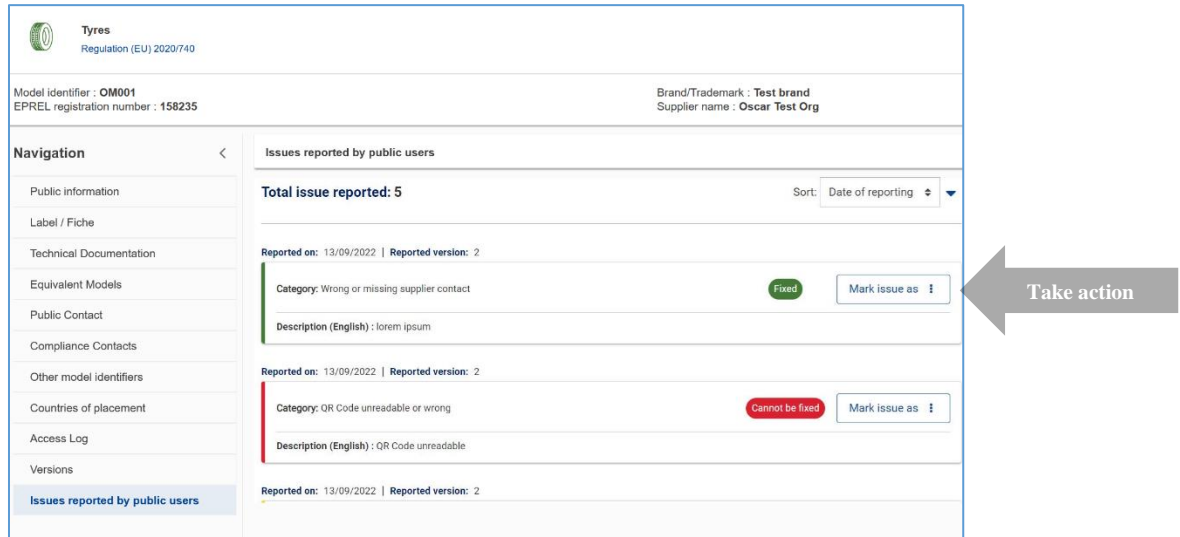 Tyres
Regulation (EU) 2020/740
Model identifier : OM001
EPREL registration number : 158235
Brand/Trademark : Test brand
Supplier name : Oscar Test Org
Navigation
Public information
Label / Fiche
Technical Documentation
Equivalent Models
Public Contact
Compliance Contacts
Other model identifiers
Countries of placement
Access Log
Versions
Issues reported by public users
Issues reported by public users
Total issue reported: 5
Sort: Date of reporting
Reported on: 13/09/2022 | Reported version: 2
Category: Wrong or missing supplier contact
Fixed
Mark issue as
Description (English) : lorem ipsum
Reported on: 13/09/2022 | Reported version: 2
Category: QR Code unreadable or wrong
Cannot be fixed
Mark issue as
Description (English) : QR Code unreadable
Reported on: 13/09/2022 | Reported version: 2
Take action